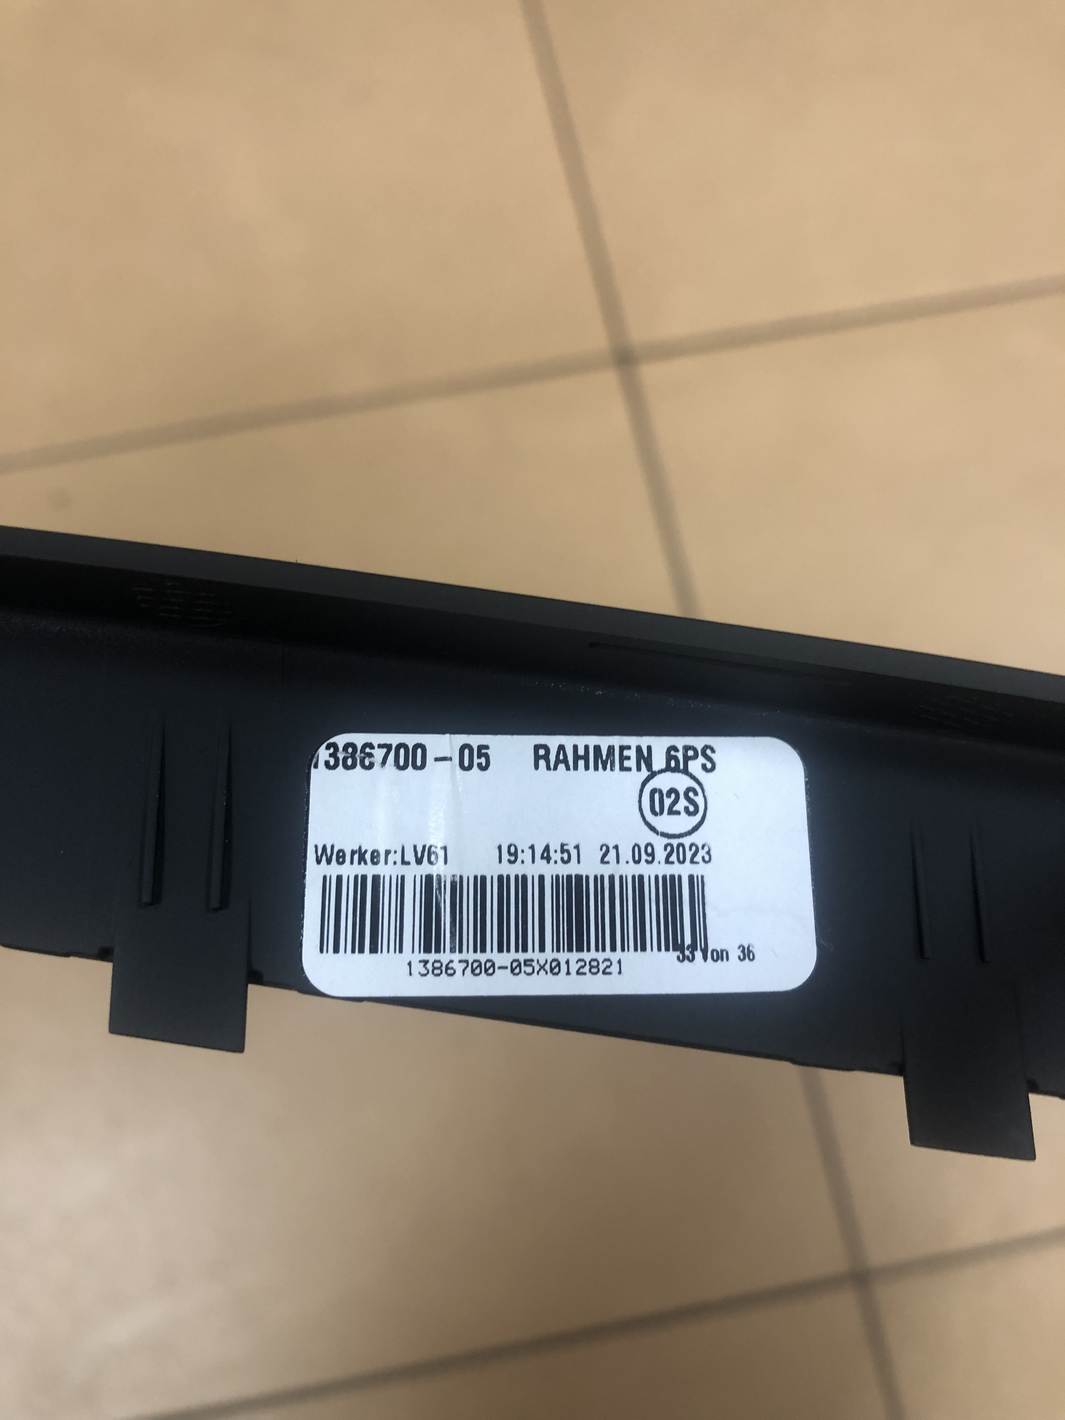 1386700-05 RAHMEN 6PS
02S
Werker:LV61 19:14:51 21.09.2023
33 von 36
1386700-05X012821